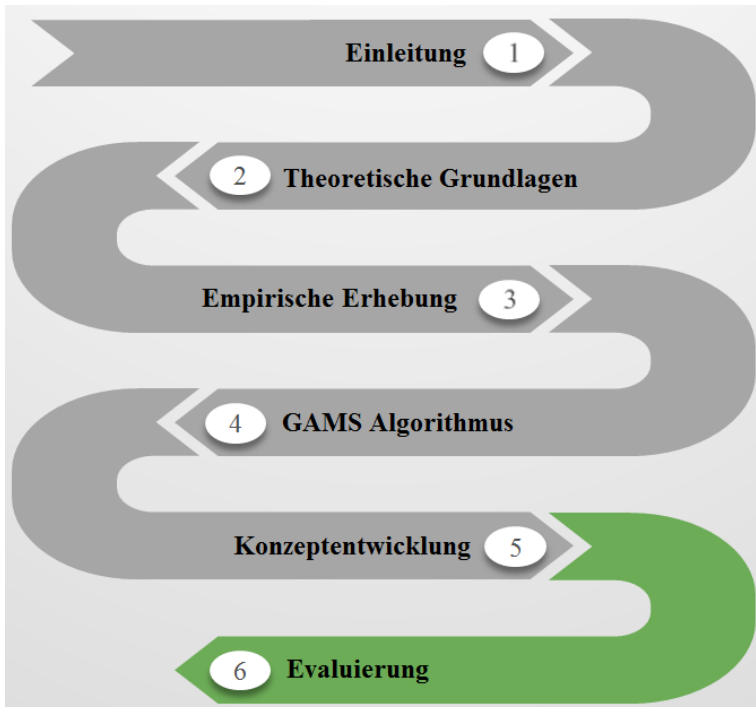 Einleitung 1
2 Theoretische Grundlagen
Empirische Erhebung 3
4 GAMS Algorithmus
Konzeptentwicklung 5
6 Evaluierung